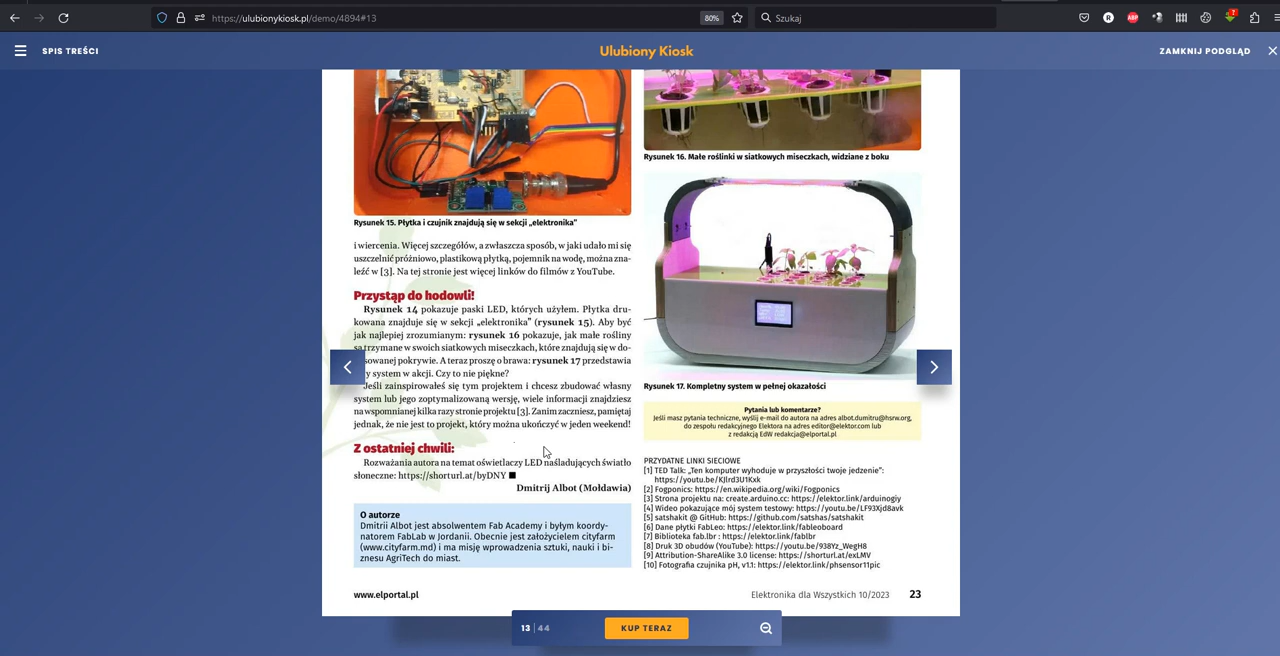 https://ulubionykiosk.pl/demo/4894#13
80%
Szukaj
SPIS TREŚCI
Ulubiony Kiosk
ZAMKNIJ PODGLĄD
Rysunek 15. Płytka i czujnik znajdują się w sekcji „elektronika”
i wiercenia. Więcej szczegółów, a zwłaszcza sposób, w jaki udało mi się
uszczelnić próżniowo, plastikową płytką, pojemnik na wodę, można zna-
leźć w [3]. Na tej stronie jest więcej linków do filmów z YouTube.
Przystąp do hodowli!
Rysunek 14 pokazuje paski LED, których użyłem. Płytka dru-
kowana znajduje się w sekcji „elektronika” (rysunek 15). Aby być
jak najlepiej zrozumianym: rysunek 16 pokazuje, jak małe rośliny
są trzymane w swoich siatkowych miseczkach, które znajdują się w do-
sowanej pokrywie. A teraz proszę o brawa: rysunek 17 przedstawia
y system w akcji. Czy to nie piękne?
Jeśli zainspirowałeś się tym projektem i chcesz zbudować własny
system lub jego zoptymalizowaną wersję, wiele informacji znajdziesz
na wspomnianej kilka razy stronie projektu [3]. Zanim zaczniesz, pamiętaj
jednak, że nie jest to projekt, który można ukończyć w jeden weekend!
Z ostatniej chwili:
Rozważania autora na temat oświetlaczy LED naśladujących światło
słoneczne: https://shorturl.at/byDNY ■
Dmitrij Albot (Mołdawia)
O autorze
Dmitrii Albot jest absolwentem Fab Academy i byłym koordy-
natorem FabLab w Jordanii. Obecnie jest założycielem cityfarm
(www.cityfarm.md) i ma misję wprowadzenia sztuki, nauki i bi-
znesu AgriTech do miast.
Rysunek 16. Małe roślinki w siatkowych miseczkach, widziane z boku
Rysunek 17. Kompletny system w pełnej okazałości
Pytania lub komentarze?
Jeśli masz pytania techniczne, wyślij e-mail do autora na adres albot.dumitru@hsrw.org,
do zespołu redakcyjnego Elektora na adres editor@elektor.com lub
z redakcją EdW redakcja@elportal.pl
PRZYDATNE LINKI SIECIOWE
[1] TED Talk: „Ten komputer wyhoduje w przyszłości twoje jedzenie”:
https://youtu.be/KJlrd3U1Kxk
[2] Fogponics: https://en.wikipedia.org/wiki/Fogponics
[3] Strona projektu na: create.arduino.cc: https://elektor.link/arduinogiy
[4] Wideo pokazujące mój system testowy: https://youtu.be/LF93Xjd8avk
[5] satshakit @ GitHub: https://github.com/satshas/satshakit
[6] Dane płytki FabLeo: https://elektor.link/fableoboard
[7] Biblioteka fab.lbr : https://elektor.link/fablbr
[8] Druk 3D obudów (YouTube): https://youtu.be/938Yz_WegH8
[9] Attribution-ShareAlike 3.0 license: https://shorturl.at/exLMV
[10] Fotografia czujnika pH, v1.1: https://elektor.link/phsensor11pic
www.elportal.pl
Elektronika dla Wszystkich 10/2023 23
13 | 44
KUP TERAZ